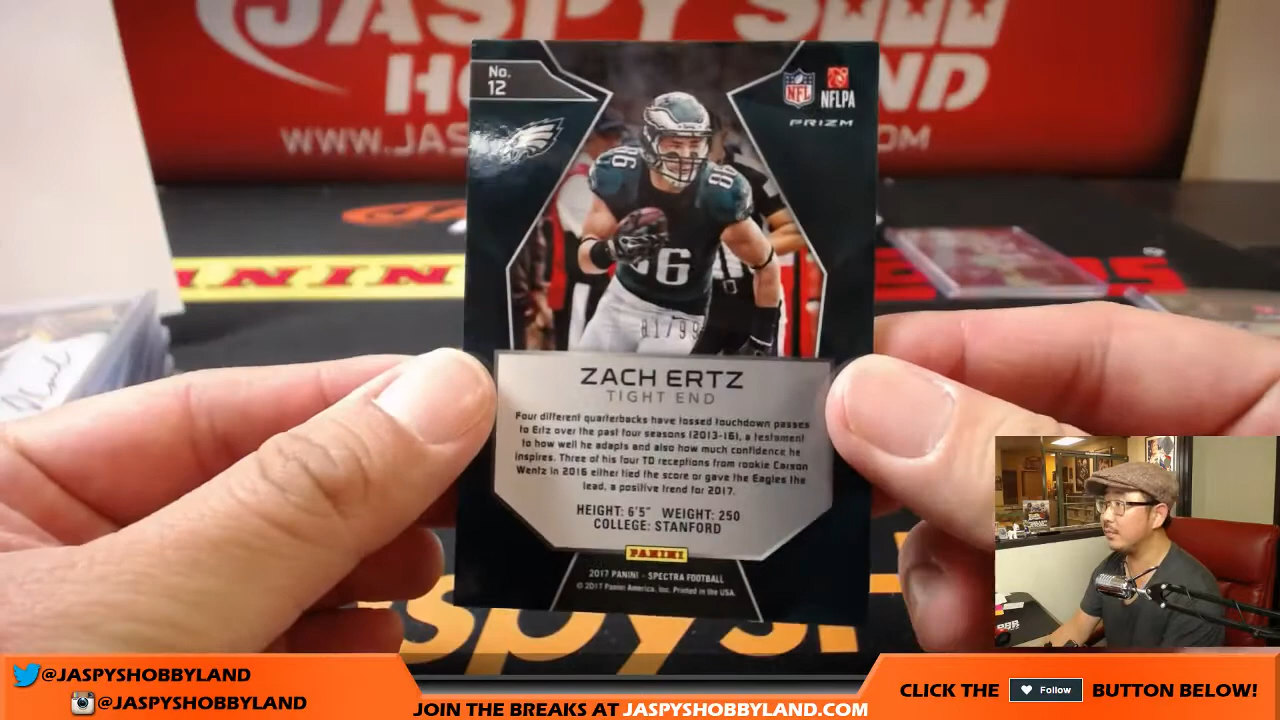 JASPY'S
WWW.JAS
No.
12
NFL
NFLPA
PRIZM
86
86
86
81/99
ZACH ERTZ
TIGHT END
Four different quarterbacks have tossed touchdown passes
to Ertz over the past four seasons (2013-16), a testament
to how well he adapts and also how much confidence he
inspires. Three of his four TD receptions from rookie Carson
Wentz in 2016 either tied the score or gave the Eagles the
lead, a positive trend for 2017.
HEIGHT: 6'5" WEIGHT: 250
COLLEGE: STANFORD
PANINI
2017 PANINI - SPECTRA FOOTBALL
© 2017 Panini America, Inc. Printed in the USA.
@JASPYSHOBBYLAND
@JASPYSHOBBYLAND
JOIN THE BREAKS AT JASPYSHOBBYLAND.COM
CLICK THE Follow BUTTON BELOW!